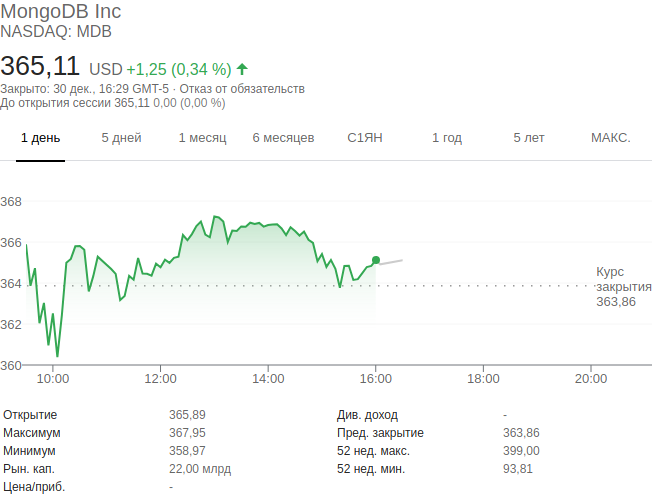 MongoDB Inc
NASDAQ: MDB
365,11 USD +1,25 (0,34 %)
Закрыто: 30 дек., 16:29 GMT-5 · Отказ от обязательств
До открытия сессии 365,11 0,00 (0,00 %)
1 день 5 дней 1 месяц 6 месяцев С1ЯН 1 год 5 лет МАКС.
368
366
364
362
360
Курс
закрытия
363,86
10:00 12:00 14:00 16:00 18:00 20:00
Открытие 365,89 Див. доход -
Максимум 367,95 Пред. закрытие 363,86
Минимум 358,97 52 нед. макс. 399,00
Рын. кап. 22,00 млрд 52 нед. мин. 93,81
Цена/приб. -